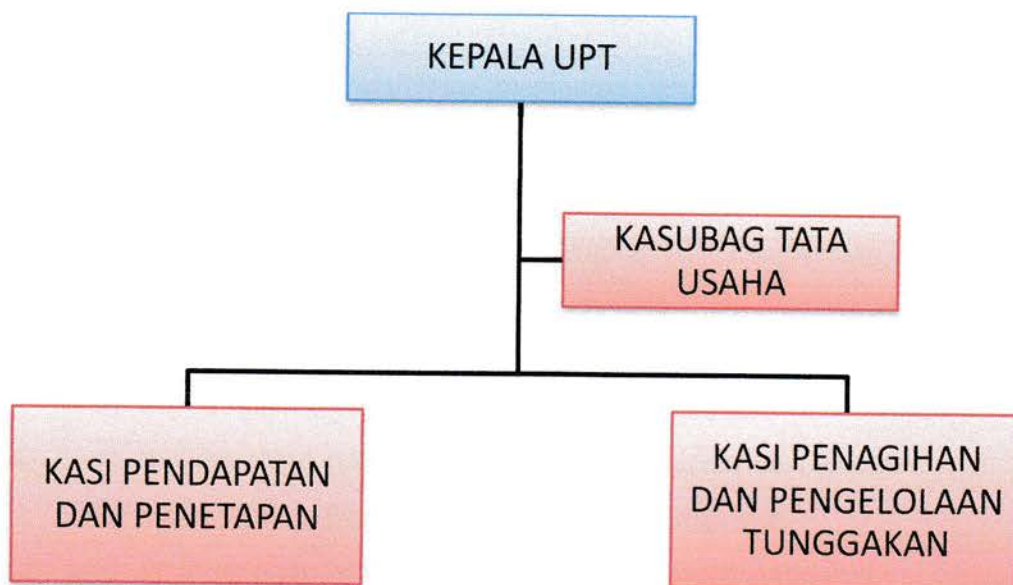 KEPALA UPT
KASUBAG TATA
USAHA
KASI PENDAPATAN
DAN PENETAPAN
KASI PENAGIHAN
DAN PENGELOLAAN
TUNGGAKAN